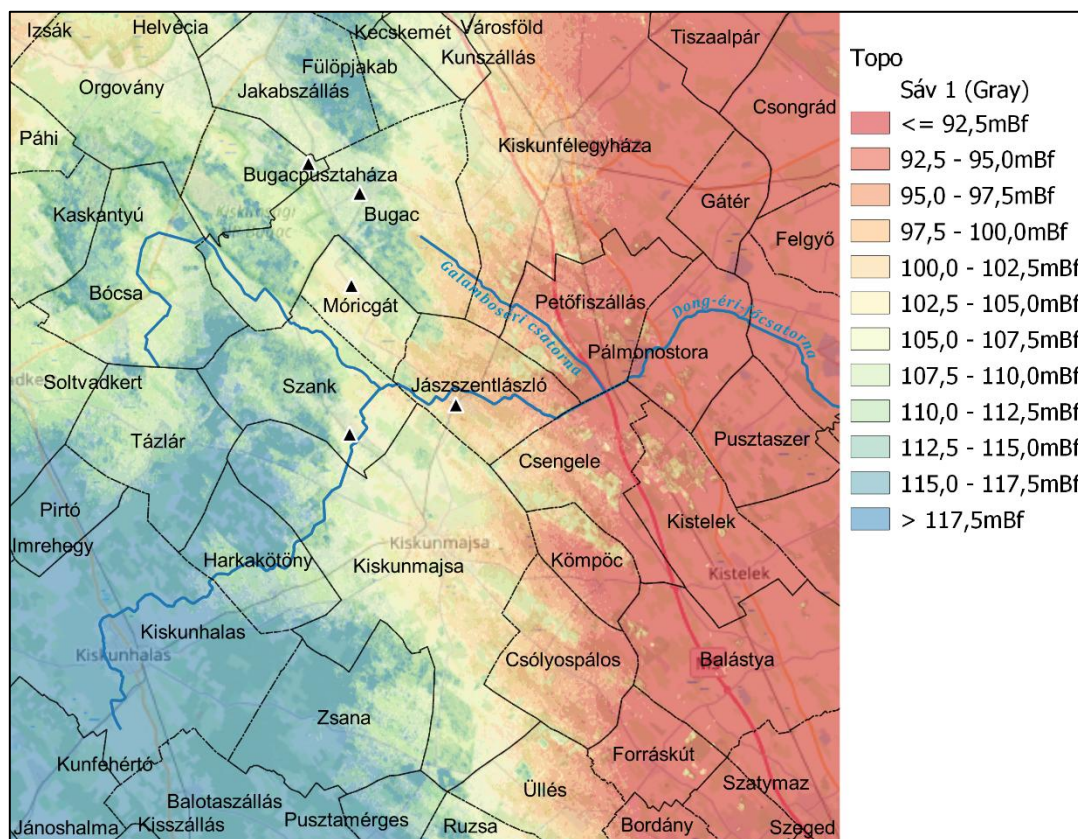 Izsák
Helvécia
Kecskemét
Városföld
Tiszaalpár
Kunszállás
Fülöpjakab
Orgovány
Jakabszállás
Csongrád
Páhi
Kiskunfélegyháza
Bugacpusztaháza
Kaskantyú
Bugac
Gátér
Felgyő
Bócsa
Móricgát
Galamboséri csatorna
Petőfiszállás
Dong-éri-főcsatorna
Pálmonostora
Soltvadkert
Szank
Jászszentlászló
Tázlár
Csengele
Pusztaszer
Pirtó
Imrehegy
Kistelek
Harkakötöny
Kiskunmajsa
Kiskunmajsa
Kömpöc
Kistelek
Kiskunhalas
Kiskunhalas
Csólyospálos
Balástya
Zsana
Kunfehértó
Forráskút
Szatymaz
Üllés
Balotaszállás
Jánoshalma
Kisszállás
Pusztamérges
Ruzsa
Bordány
Szeged
Topo
Sáv 1 (Gray)
<= 92,5mBf
92,5 - 95,0mBf
95,0 - 97,5mBf
97,5 - 100,0mBf
100,0 - 102,5mBf
102,5 - 105,0mBf
105,0 - 107,5mBf
107,5 - 110,0mBf
110,0 - 112,5mBf
112,5 - 115,0mBf
115,0 - 117,5mBf
> 117,5mBf